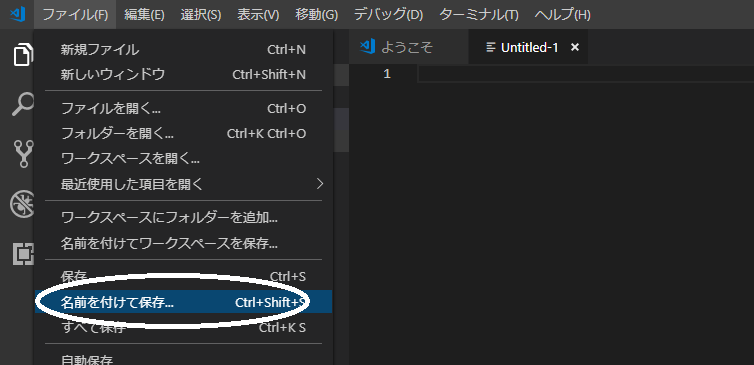 ファイル(F) 編集(E) 選択(S) 表示(V) 移動(G) デバッグ(D) ターミナル(T) ヘルプ(H)
新規ファイル Ctrl+N
新しいウィンドウ Ctrl+Shift+N
ファイルを開く... Ctrl+O
フォルダーを開く... Ctrl+K Ctrl+O
ワークスペースを開く...
最近使用した項目を開く
ワークスペースにフォルダーを追加...
名前を付けてワークスペースを保存...
保存 Ctrl+S
名前を付けて保存... Ctrl+Shift+S
すべて保存 Ctrl+K S
自動保存
ようこそ Untitled-1 ×
1